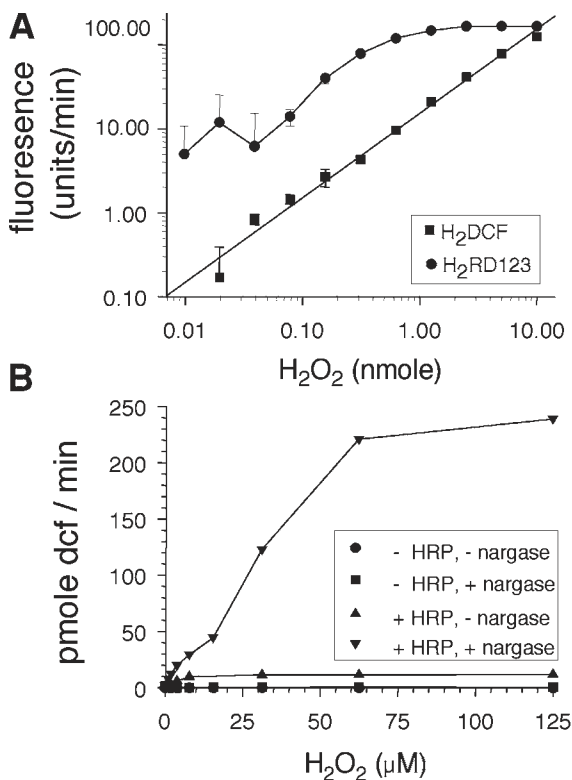 A
fluoresence
(units/min)
100.00
10.00
1.00
0.10
H2DCF
H2RD123
0.01 0.10 1.00 10.00
H2O2 (nmole)
B
pmole dcf / min
250
200
150
100
50
0
- HRP, - nargase
- HRP, + nargase
+ HRP, - nargase
+ HRP, + nargase
0 25 50 75 100 125
H2O2 (μM)